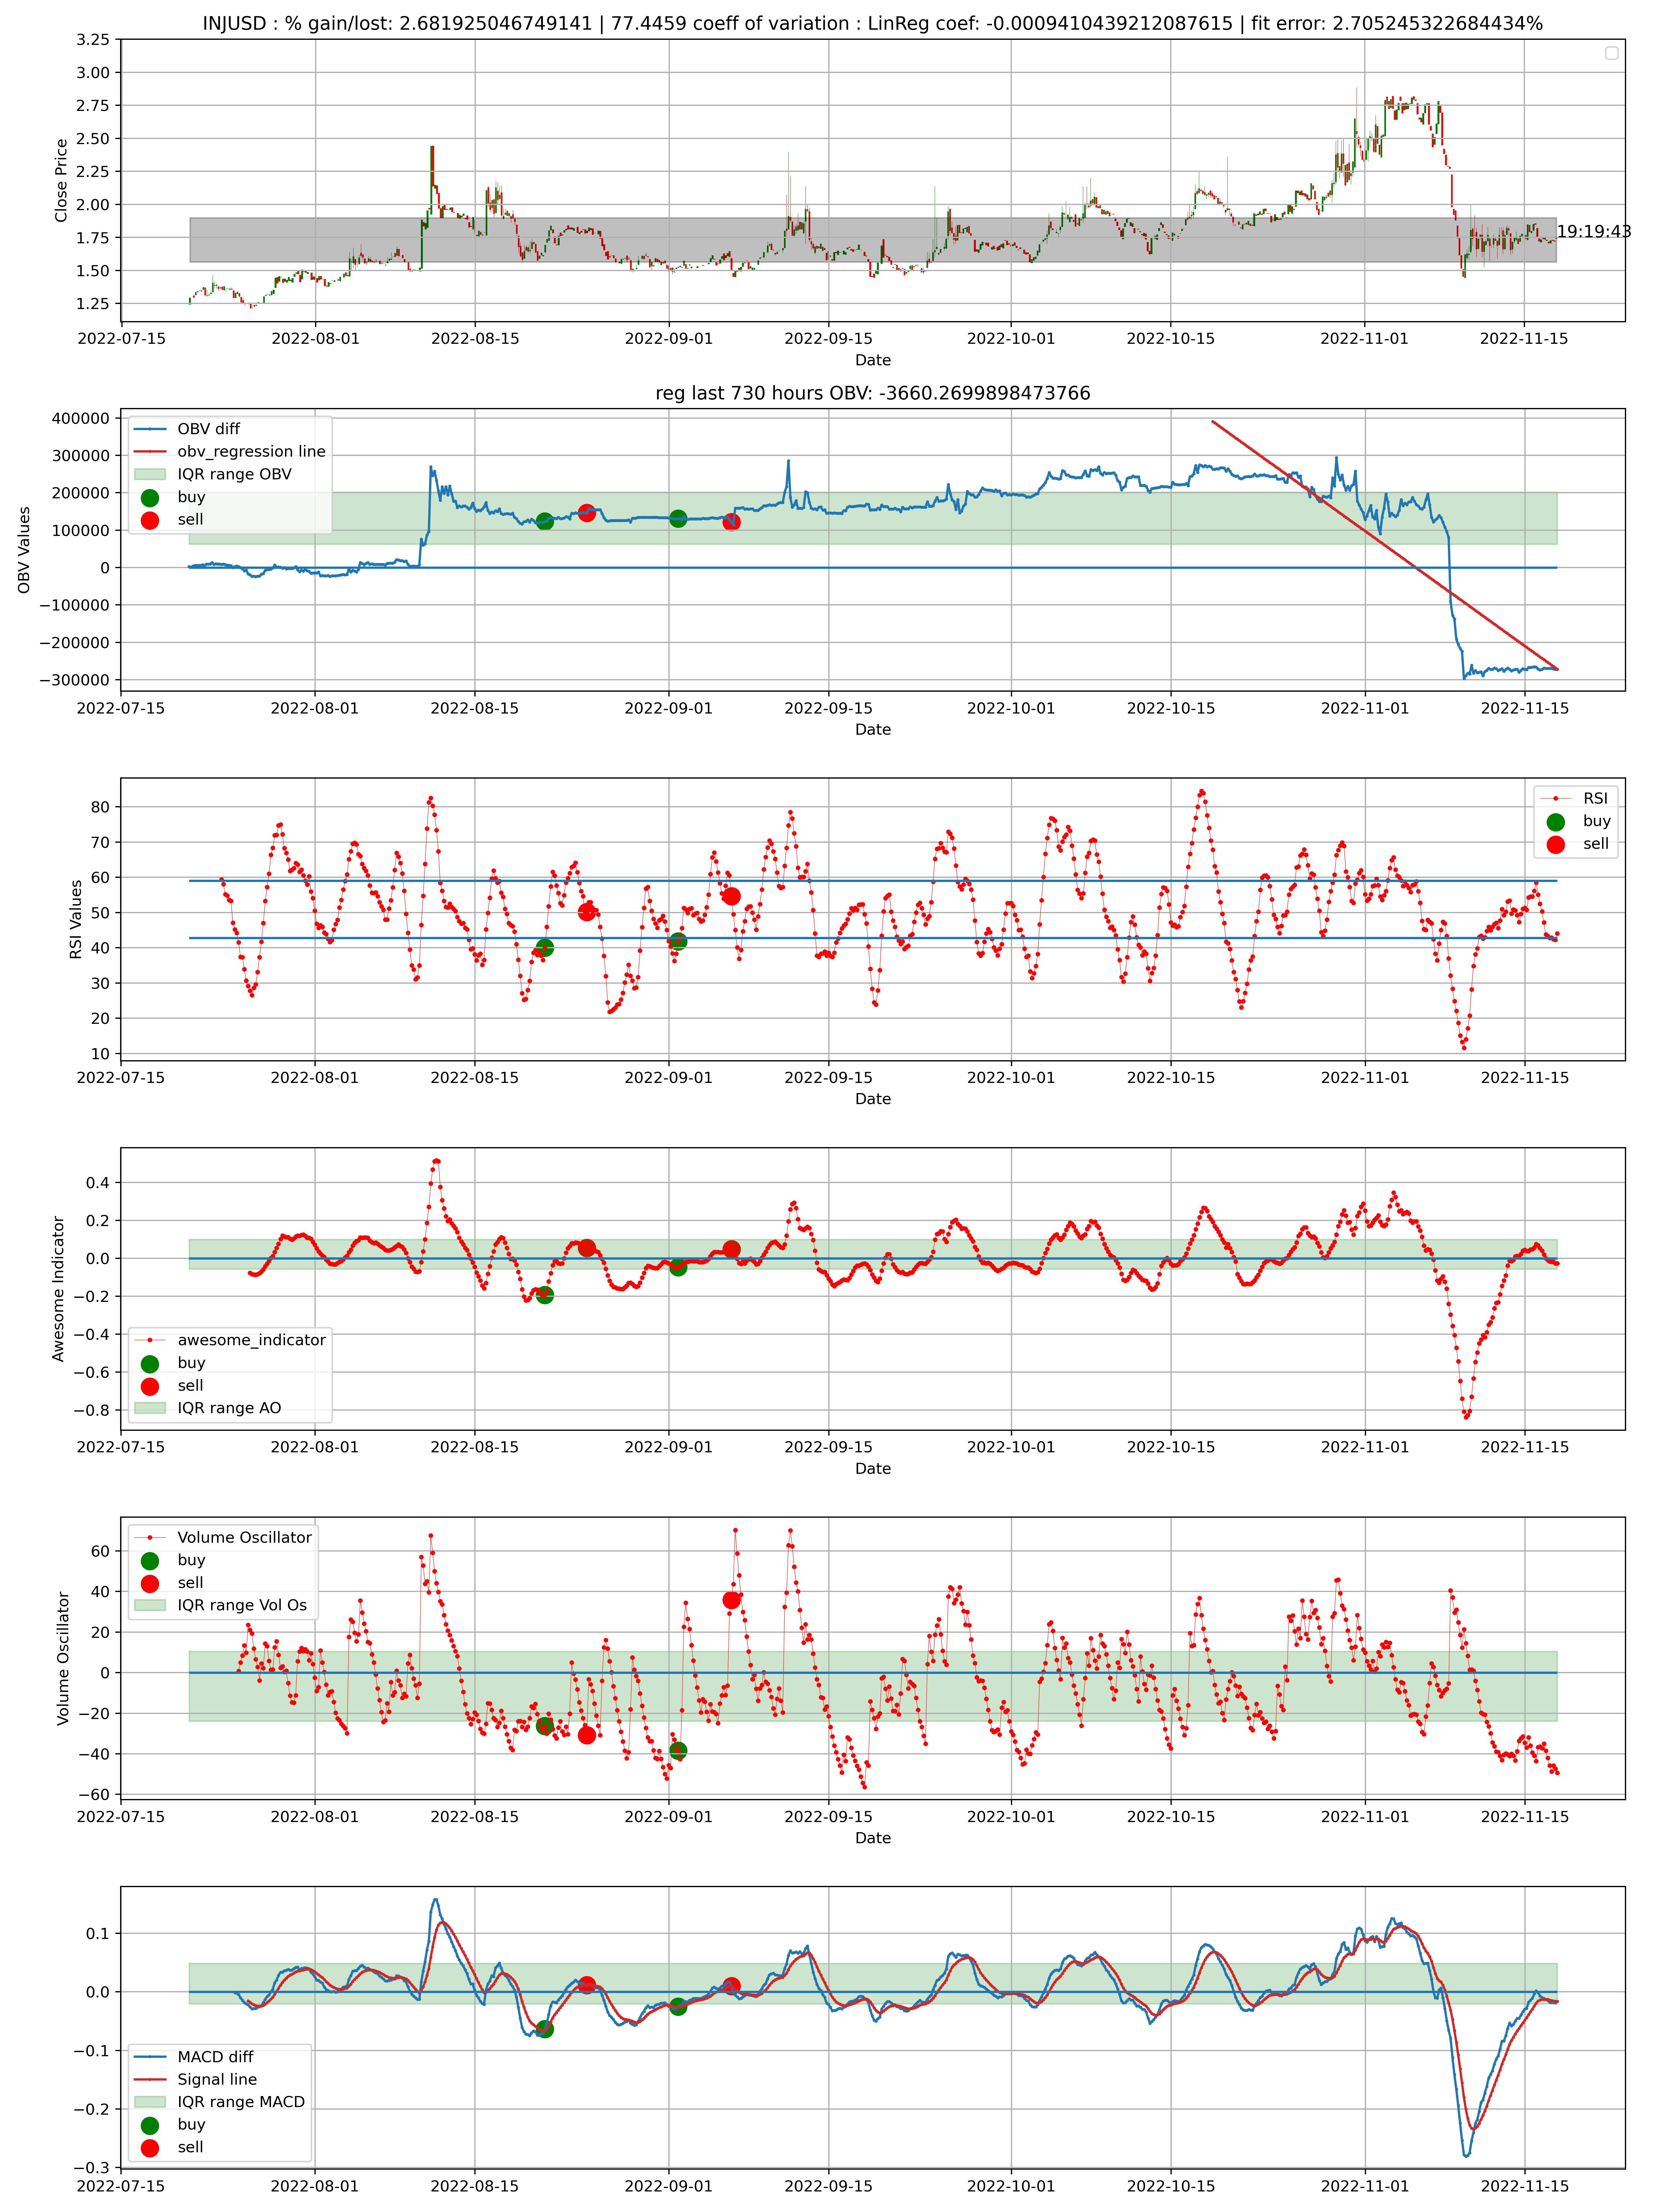 INJUSD : % gain/lost: 2.681925046749141 | 77.4459 coeff of variation : LinReg coef: -0.0009410439212087615 | fit error: 2.705245322684434%
Close Price
3.25
3.00
2.75
2.50
2.25
2.00
1.75
1.50
1.25
19:19:43
2022-07-15 2022-08-01 2022-08-15 2022-09-01 2022-09-15 2022-10-01 2022-10-15 2022-11-01 2022-11-15
Date
reg last 730 hours OBV: -3660.2699898473766
OBV Values
400000
300000
200000
100000
0
−100000
−200000
−300000
OBV diff
obv_regression line
IQR range OBV
buy
sell
2022-07-15 2022-08-01 2022-08-15 2022-09-01 2022-09-15 2022-10-01 2022-10-15 2022-11-01 2022-11-15
Date
RSI Values
80
70
60
50
40
30
20
10
RSI
buy
sell
2022-07-15 2022-08-01 2022-08-15 2022-09-01 2022-09-15 2022-10-01 2022-10-15 2022-11-01 2022-11-15
Date
Awesome Indicator
0.4
0.2
0.0
−0.2
−0.4
−0.6
−0.8
awesome_indicator
buy
sell
IQR range AO
2022-07-15 2022-08-01 2022-08-15 2022-09-01 2022-09-15 2022-10-01 2022-10-15 2022-11-01 2022-11-15
Date
Volume Oscillator
60
40
20
0
−20
−40
−60
Volume Oscillator
buy
sell
IQR range Vol Os
2022-07-15 2022-08-01 2022-08-15 2022-09-01 2022-09-15 2022-10-01 2022-10-15 2022-11-01 2022-11-15
Date
0.1
0.0
−0.1
−0.2
−0.3
MACD diff
Signal line
IQR range MACD
buy
sell
2022-07-15 2022-08-01 2022-08-15 2022-09-01 2022-09-15 2022-10-01 2022-10-15 2022-11-01 2022-11-15